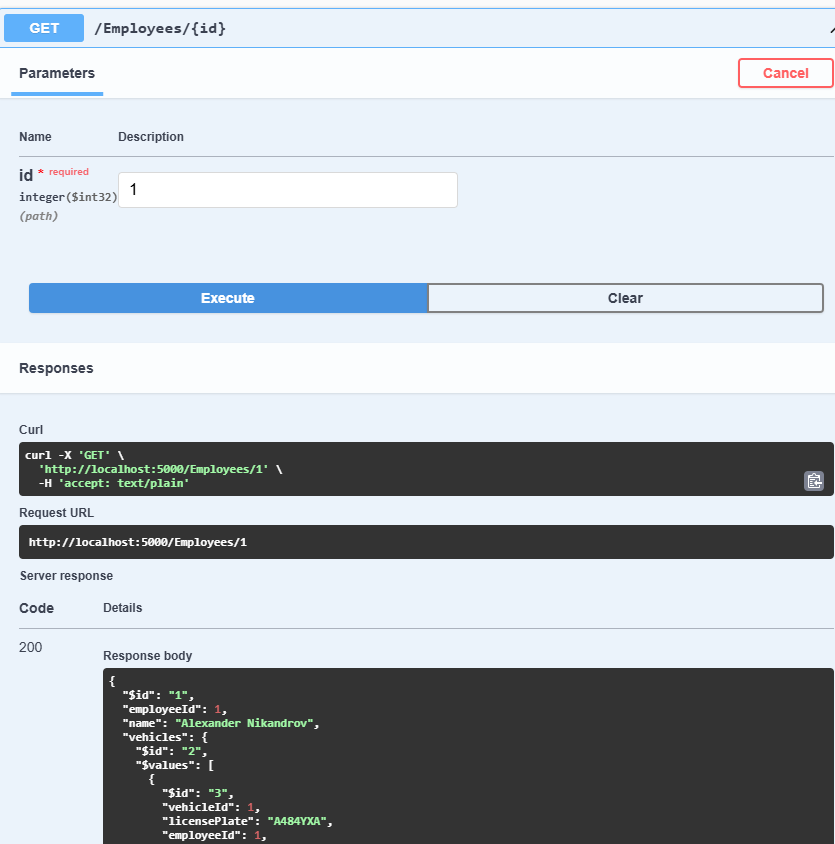 GET /Employees/{id}
Parameters
Cancel
Name Description
id * required
integer($int32)
(path)
1
Execute Clear
Responses
Curl
curl -X 'GET' \
  'http://localhost:5000/Employees/1' \
  -H 'accept: text/plain'
Request URL
http://localhost:5000/Employees/1
Server response
Code Details
200
Response body
{
  "$id": "1",
  "employeeId": 1,
  "name": "Alexander Nikandrov",
  "vehicles": {
    "$id": "2",
    "$values": [
      {
        "$id": "3",
        "vehicleId": 1,
        "licensePlate": "A484YXA",
        "employeeId": 1,